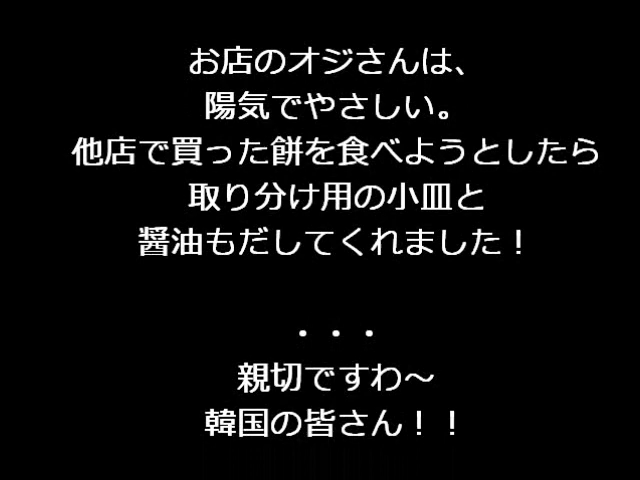 お店のオジさんは、
陽気でやさしい。
他店で買った餅を食べようとしたら
取り分け用の小皿と
醤油もだしてくれました！
・・・
親切ですわ～
韓国の皆さん！！